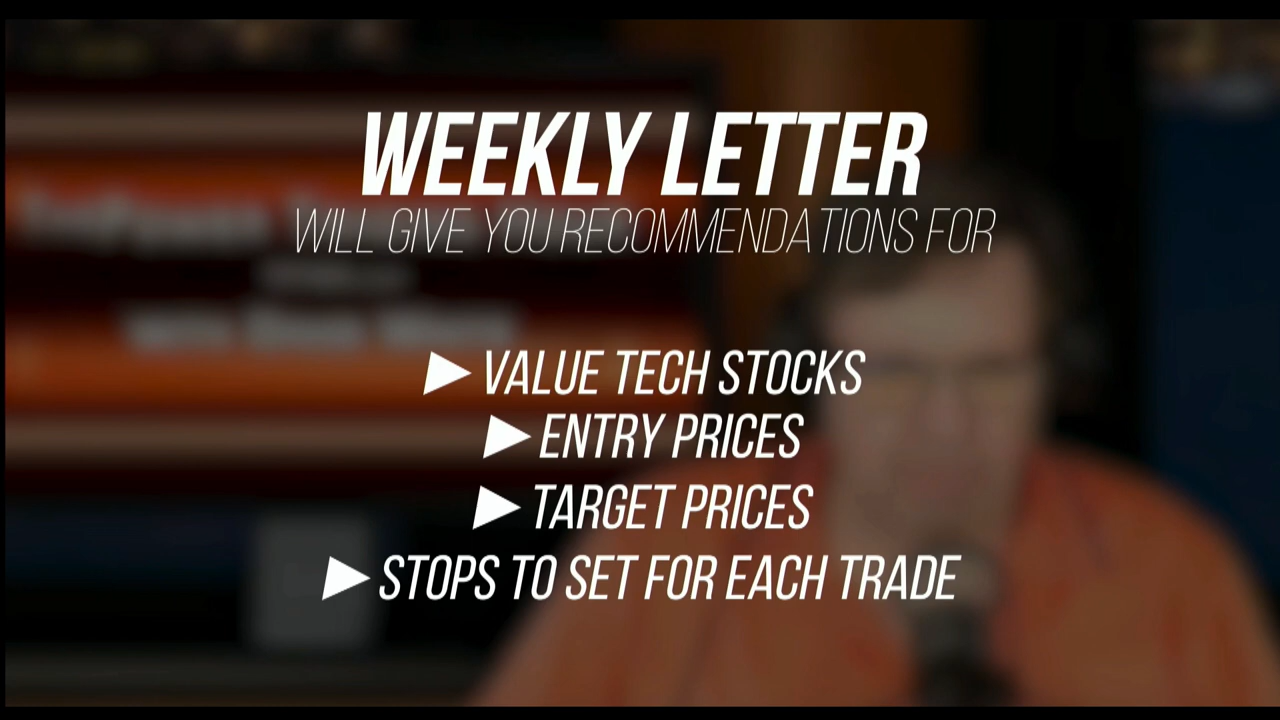 WEEKLY LETTER
WILL GIVE YOU RECOMMENDATIONS FOR
VALUE TECH STOCKS
ENTRY PRICES
TARGET PRICES
STOPS TO SET FOR EACH TRADE